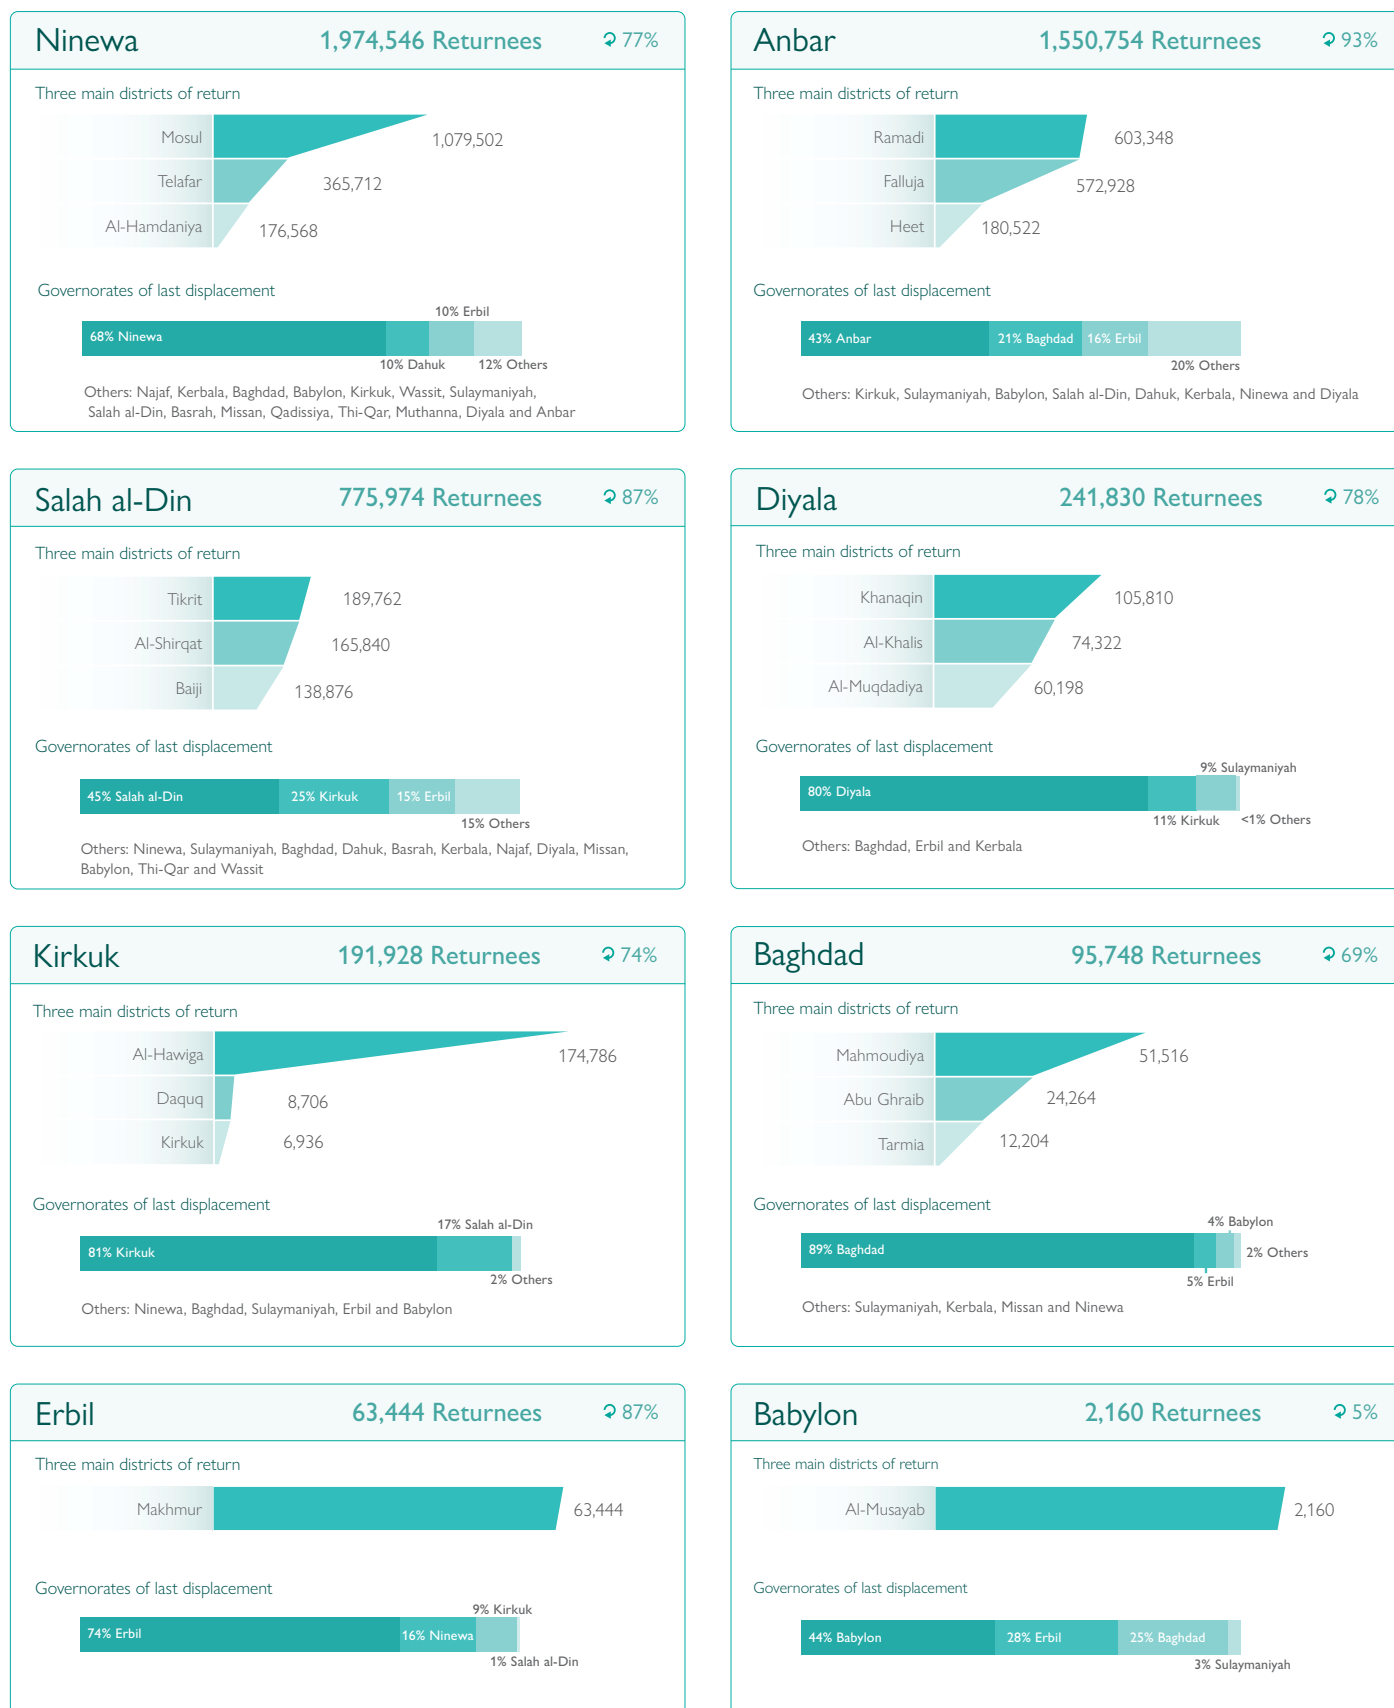 Ninewa 1,974,546 Returnees 77%
Three main districts of return
Mosul 1,079,502
Telafar 365,712
Al-Hamdaniya 176,568
Governorates of last displacement
10% Erbil
68% Ninewa
10% Dahuk 12% Others
Others: Najaf, Kerbala, Baghdad, Babylon, Kirkuk, Wassit, Sulaymaniyah,
Salah al-Din, Basrah, Missan, Qadissiya, Thi-Qar, Muthanna, Diyala and Anbar
Anbar 1,550,754 Returnees 93%
Three main districts of return
Ramadi 603,348
Falluja 572,928
Heet 180,522
Governorates of last displacement
43% Anbar 21% Baghdad 16% Erbil
20% Others
Others: Kirkuk, Sulaymaniyah, Babylon, Salah al-Din, Dahuk, Kerbala, Ninewa and Diyala
Salah al-Din 775,974 Returnees 87%
Three main districts of return
Tikrit 189,762
Al-Shirqat 165,840
Baiji 138,876
Governorates of last displacement
45% Salah al-Din 25% Kirkuk 15% Erbil
15% Others
Others: Ninewa, Sulaymaniyah, Baghdad, Dahuk, Basrah, Kerbala, Najaf, Diyala, Missan,
Babylon, Thi-Qar and Wassit
Diyala 241,830 Returnees 78%
Three main districts of return
Khanaqin 105,810
Al-Khalis 74,322
Al-Muqdadiya 60,198
Governorates of last displacement
9% Sulaymaniyah
80% Diyala
11% Kirkuk <1% Others
Others: Baghdad, Erbil and Kerbala
Kirkuk 191,928 Returnees 74%
Three main districts of return
Al-Hawiga 174,786
Daquq 8,706
Kirkuk 6,936
Governorates of last displacement
17% Salah al-Din
81% Kirkuk
2% Others
Others: Ninewa, Baghdad, Sulaymaniyah, Erbil and Babylon
Baghdad 95,748 Returnees 69%
Three main districts of return
Mahmoudiya 51,516
Abu Ghraib 24,264
Tarmia 12,204
Governorates of last displacement
4% Babylon
89% Baghdad 2% Others
5% Erbil
Others: Sulaymaniyah, Kerbala, Missan and Ninewa
Erbil 63,444 Returnees 87%
Three main districts of return
Makhmur 63,444
Governorates of last displacement
9% Kirkuk
74% Erbil 16% Ninewa
1% Salah al-Din
Babylon 2,160 Returnees 5%
Three main districts of return
Al-Musayab 2,160
Governorates of last displacement
44% Babylon 28% Erbil 25% Baghdad
3% Sulaymaniyah